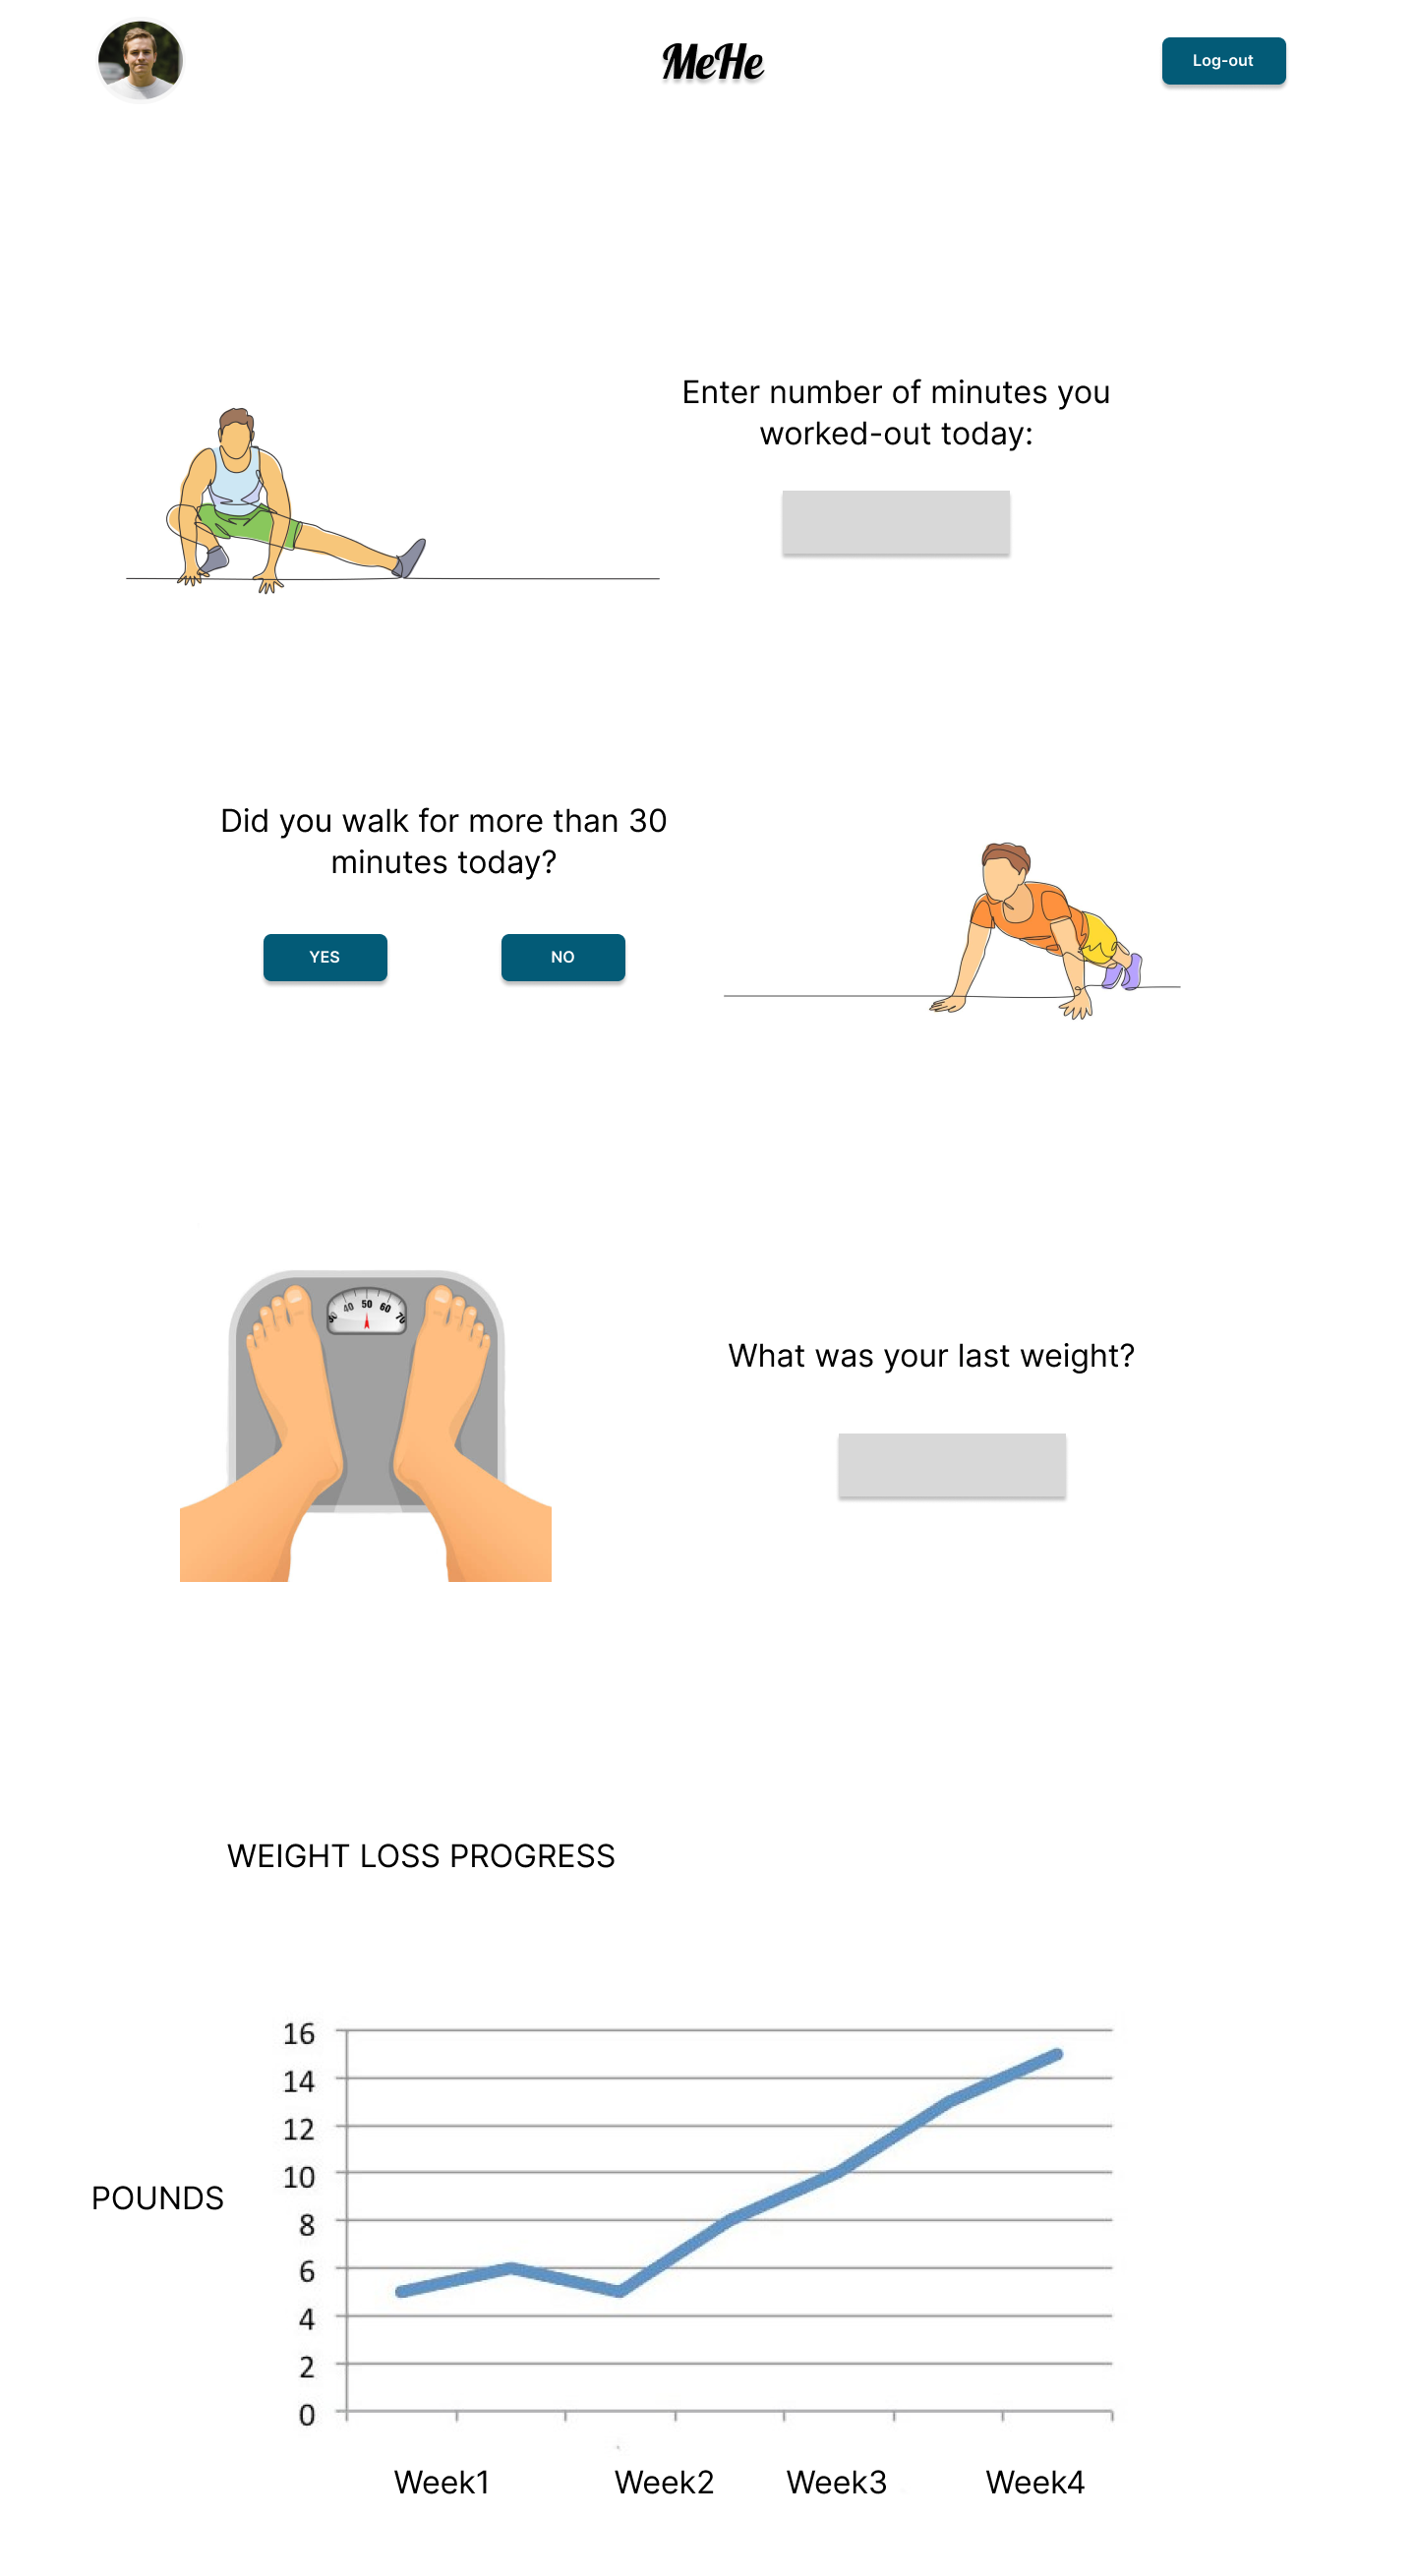 MeHe
Log-out
Enter number of minutes you
worked-out today:
Did you walk for more than 30
minutes today?
YES
NO
30 40 50 60 70
What was your last weight?
WEIGHT LOSS PROGRESS
16
14
12
10
POUNDS
8
6
4
2
0
Week1
Week2
Week3
Week4